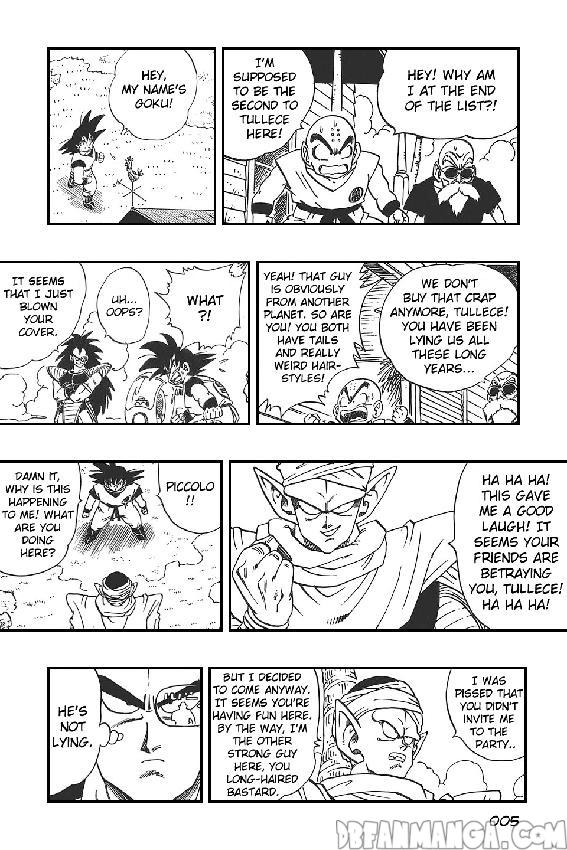 HEY! WHY AM
I AT THE END
OF THE LIST?!
I'M
SUPPOSED
TO BE THE
SECOND TO
TULLECE
HERE!
HEY,
MY NAME'S
GOKU!
WE DON'T
BUY THAT CRAP
ANYMORE, TULLECE!
YOU HAVE BEEN
LYING US ALL
THESE LONG
YEARS...
YEAH! THAT GUY
IS OBVIOUSLY
FROM ANOTHER
PLANET. SO ARE
YOU! YOU BOTH
HAVE TAILS
AND REALLY
WEIRD HAIR-
STYLES!
WHAT
?!
UH...
OOPS?
IT SEEMS
THAT I JUST
BLOWN
YOUR
COVER.
HA HA HA!
THIS GAVE
ME A GOOD
LAUGH! IT
SEEMS YOUR
FRIENDS ARE
BETRAYING
YOU, TULLECE!
HA HA HA!
PICCOLO
!!
DAMN IT,
WHY IS THIS
HAPPENING
TO ME! WHAT
ARE YOU
DOING
HERE?
I WAS
PISSED THAT
YOU DIDN'T
INVITE ME
TO THE
PARTY..
BUT I DECIDED
TO COME ANYWAY.
IT SEEMS YOU'RE
HAVING FUN HERE.
BY THE WAY, I'M
THE OTHER
STRONG GUY
HERE, YOU
LONG-HAIRED
BASTARD.
HE'S
NOT
LYING.
005
DBFANMANGA.COM